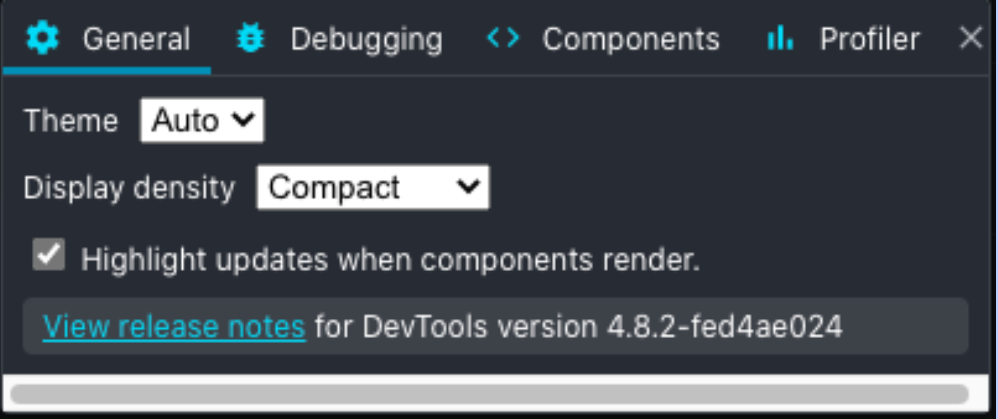 General Debugging Components Profiler
Theme Auto
Display density Compact
Highlight updates when components render.
View release notes for DevTools version 4.8.2-fed4ae024